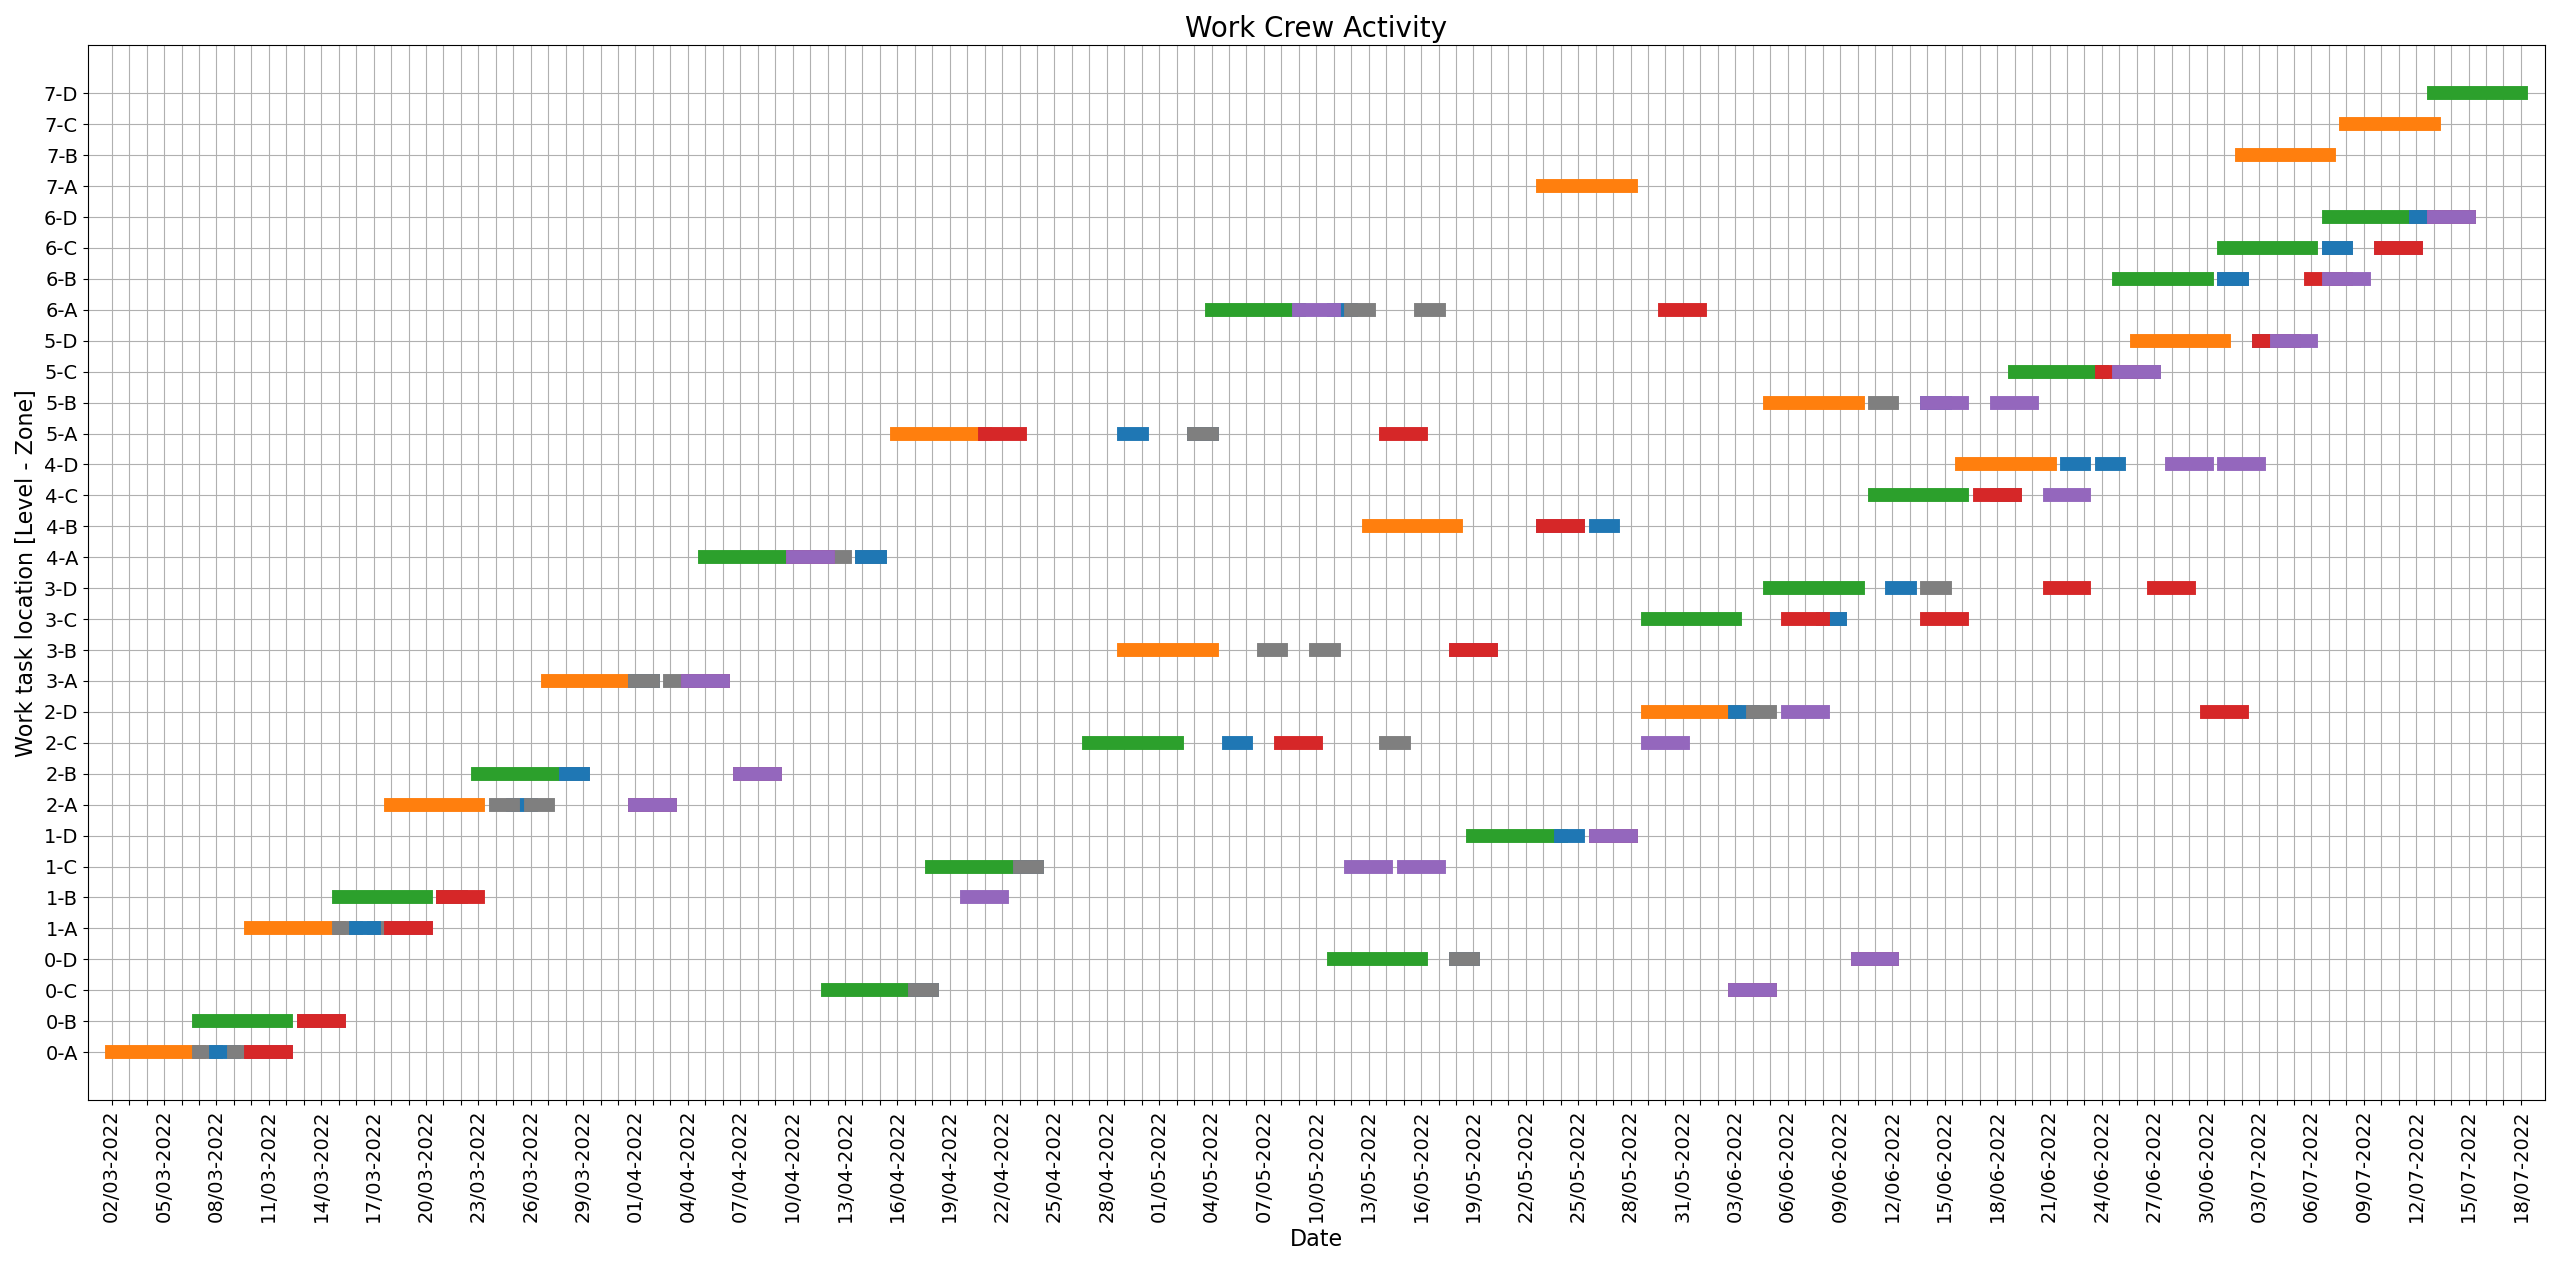 Work Crew Activity
Work task location [Level - Zone]
7-D
7-C
7-B
7-A
6-D
6-C
6-B
6-A
5-D
5-C
5-B
5-A
4-D
4-C
4-B
4-A
3-D
3-C
3-B
3-A
2-D
2-C
2-B
2-A
1-D
1-C
1-B
1-A
0-D
0-C
0-B
0-A
02/03-2022
05/03-2022
08/03-2022
11/03-2022
14/03-2022
17/03-2022
20/03-2022
23/03-2022
26/03-2022
29/03-2022
01/04-2022
04/04-2022
07/04-2022
10/04-2022
13/04-2022
16/04-2022
19/04-2022
22/04-2022
25/04-2022
28/04-2022
01/05-2022
04/05-2022
07/05-2022
10/05-2022
13/05-2022
16/05-2022
19/05-2022
22/05-2022
25/05-2022
28/05-2022
31/05-2022
03/06-2022
06/06-2022
09/06-2022
12/06-2022
15/06-2022
18/06-2022
21/06-2022
24/06-2022
27/06-2022
30/06-2022
03/07-2022
06/07-2022
09/07-2022
12/07-2022
15/07-2022
18/07-2022
Date